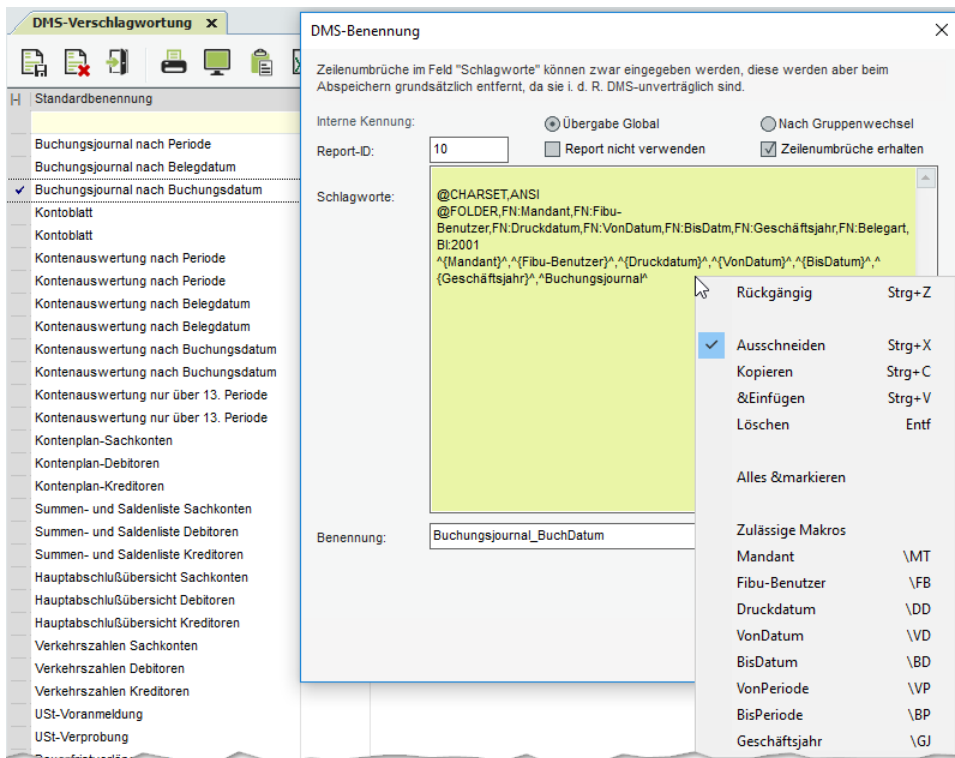 DMS-Verschlagwortung x
H Standardbenennung
Buchungsjournal nach Periode
Buchungsjournal nach Belegdatum
Buchungsjournal nach Buchungsdatum
Kontoblatt
Kontoblatt
Kontenauswertung nach Periode
Kontenauswertung nach Periode
Kontenauswertung nach Belegdatum
Kontenauswertung nach Belegdatum
Kontenauswertung nach Buchungsdatum
Kontenauswertung nach Buchungsdatum
Kontenauswertung nur über 13. Periode
Kontenauswertung nur über 13. Periode
Kontenplan-Sachkonten
Kontenplan-Debitoren
Kontenplan-Kreditoren
Summen- und Saldenliste Sachkonten
Summen- und Saldenliste Debitoren
Summen- und Saldenliste Kreditoren
Hauptabschlußübersicht Sachkonten
Hauptabschlußübersicht Debitoren
Hauptabschlußübersicht Kreditoren
Verkehrszahlen Sachkonten
Verkehrszahlen Debitoren
Verkehrszahlen Kreditoren
USt-Voranmeldung
USt-Verprobung
DMS-Benennung
Zeilenumbrüche im Feld "Schlagworte" können zwar eingegeben werden, diese werden aber beim
Abspeichern grundsätzlich entfernt, da sie i. d. R. DMS-unverträglich sind.
Interne Kennung: Übergabe Global Nach Gruppenwechsel
Report-ID: 10 Report nicht verwenden Zeilenumbrüche erhalten
Schlagworte:
@CHARSET,ANSI
@FOLDER,FN:Mandant,FN:Fibu-
Benutzer,FN:Druckdatum,FN:VonDatum,FN:BisDatm,FN:Geschäftsjahr,FN:Belegart,
BI:2001
^{Mandant}^,^{Fibu-Benutzer}^,^{Druckdatum}^,^{VonDatum}^,^{BisDatum}^,^
{Geschäftsjahr}^,^Buchungsjournal^
Benennung: Buchungsjournal_BuchDatum
Rückgängig Strg+Z
Ausschneiden Strg+X
Kopieren Strg+C
&Einfügen Strg+V
Löschen Entf
Alles &markieren
Zulässige Makros
Mandant \MT
Fibu-Benutzer \FB
Druckdatum \DD
VonDatum \VD
BisDatum \BD
VonPeriode \VP
BisPeriode \BP
Geschäftsjahr \GJ